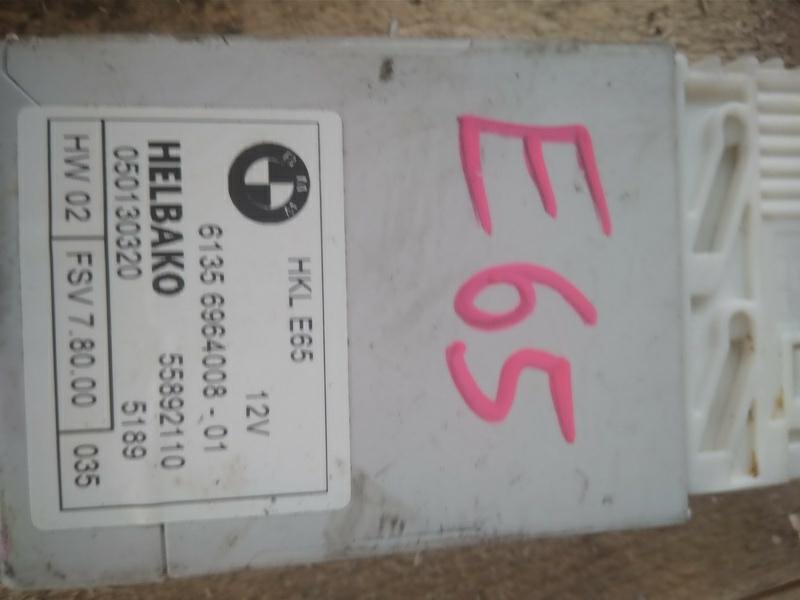 HKL E65
12V
6135 6964008 - 01
HELBAKO 55892110
050130320 5189
HW 02 FSV 7.80.00 035
E65